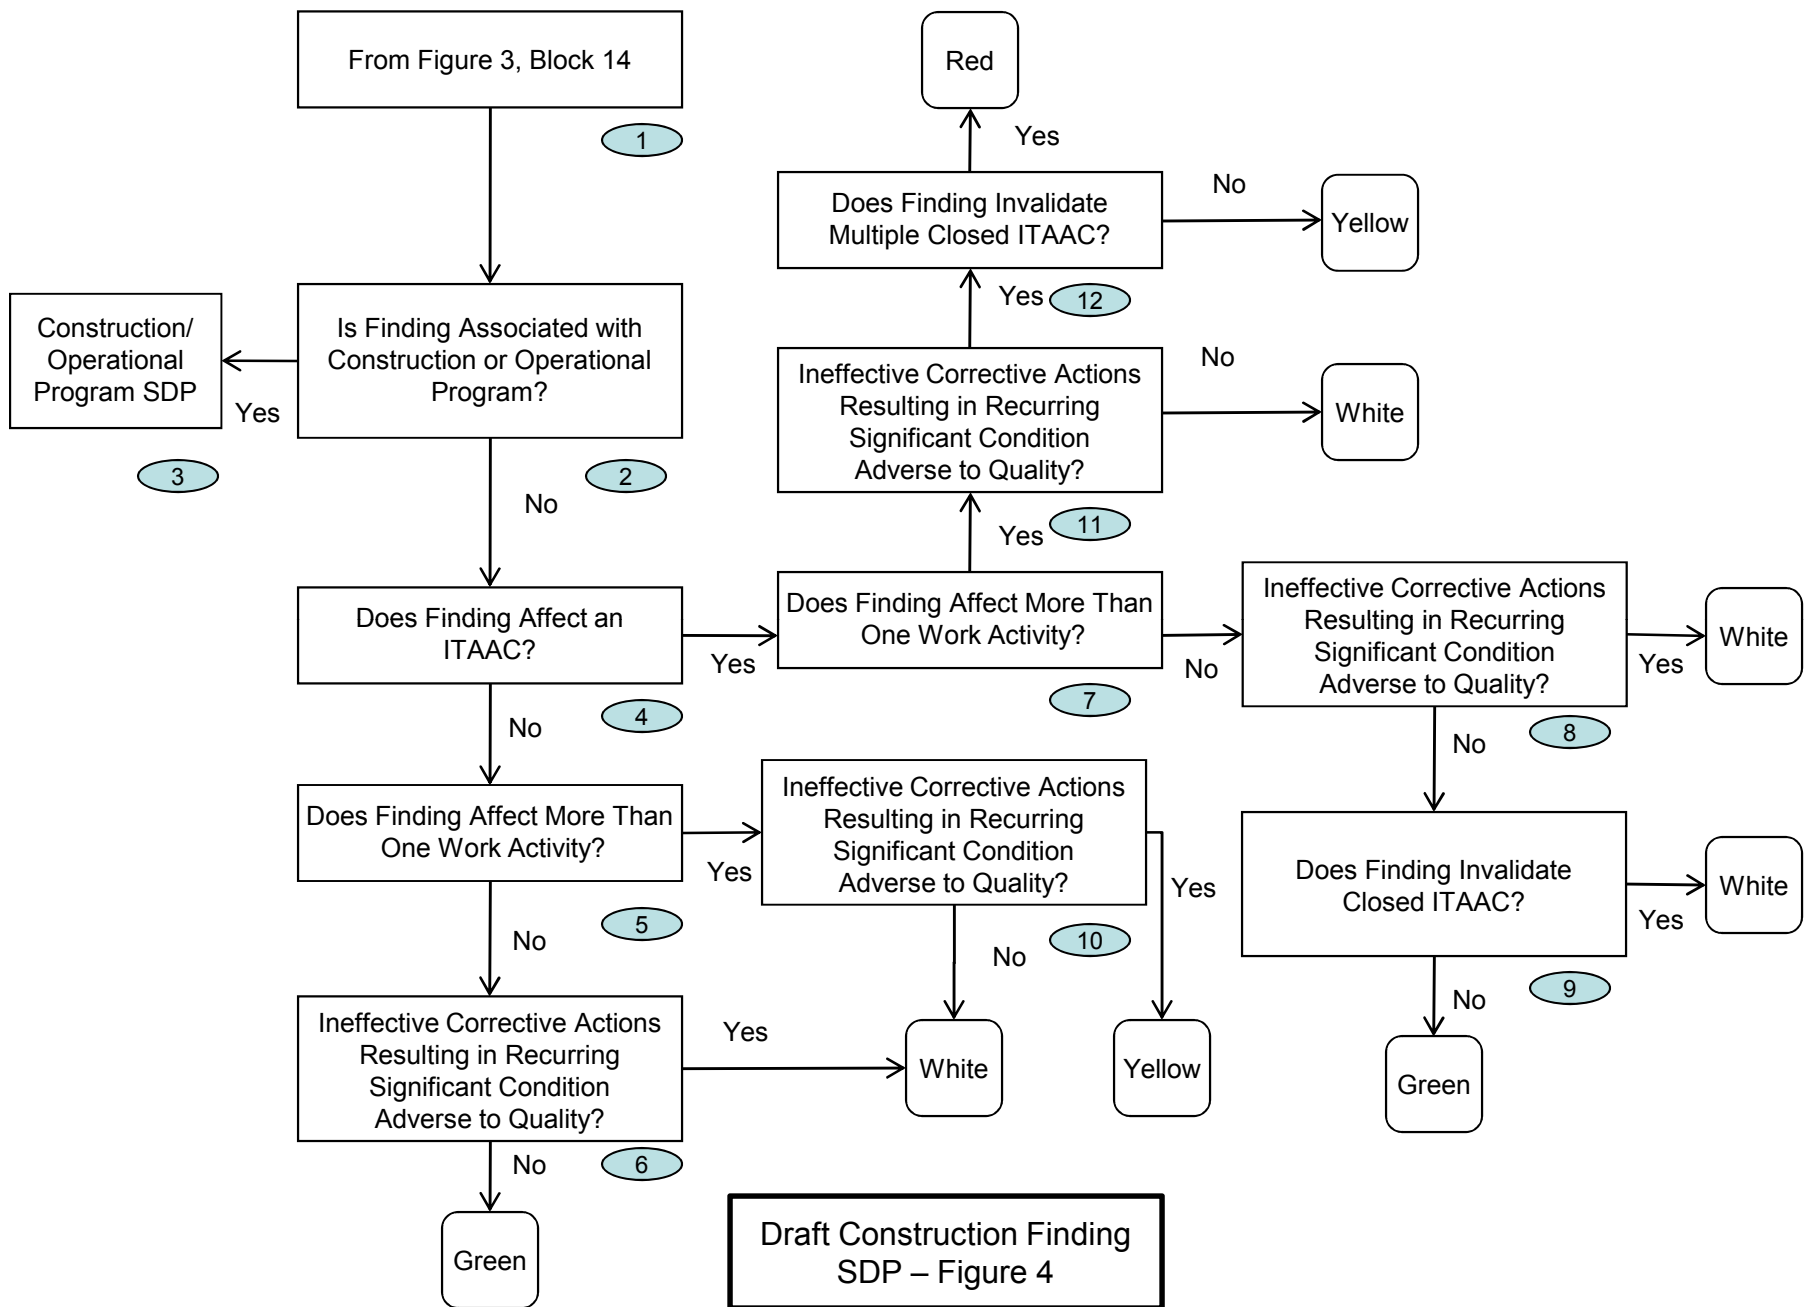 From Figure 3, Block 14
1
Red
Yes
Does Finding Invalidate
Multiple Closed ITAAC?
No
Yellow
Yes
12
Construction/
Operational
Program SDP
Yes
3
Is Finding Associated with
Construction or Operational
Program?
2
No
Ineffective Corrective Actions
Resulting in Recurring
Significant Condition
Adverse to Quality?
No
White
Yes
11
Does Finding Affect an
ITAAC?
Yes
4
No
Does Finding Affect More Than
One Work Activity?
7
No
Ineffective Corrective Actions
Resulting in Recurring
Significant Condition
Adverse to Quality?
Yes
White
8
No
Does Finding Affect More Than
One Work Activity?
Yes
5
No
Ineffective Corrective Actions
Resulting in Recurring
Significant Condition
Adverse to Quality?
Yes
10
No
Does Finding Invalidate
Closed ITAAC?
Yes
White
9
No
Ineffective Corrective Actions
Resulting in Recurring
Significant Condition
Adverse to Quality?
Yes
White
Yellow
Green
6
No
Green
Draft Construction Finding
SDP – Figure 4